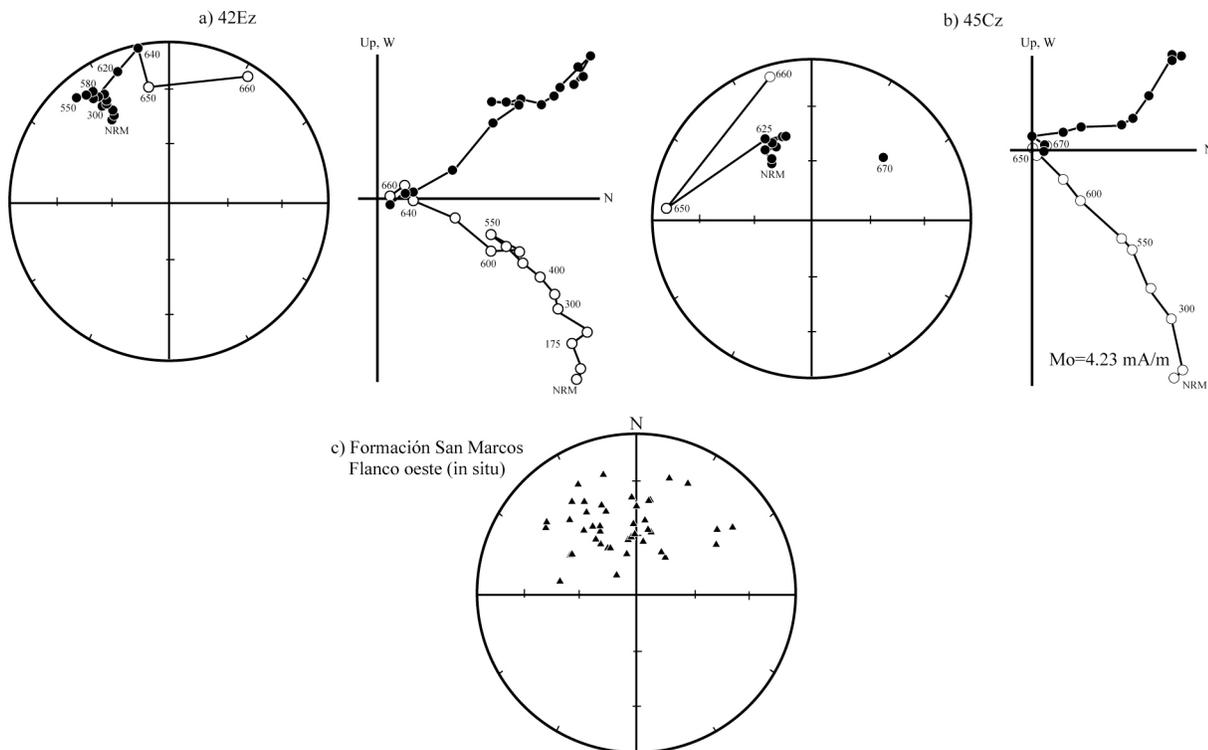 a) 42Ez
640
620
580
550
650
660
300
NRM
Up, W
660
N
640
550
600
400
300
175
NRM
b) 45Cz
660
625
NRM
670
650
Up, W
670
N
650
600
550
300
Mo=4.23 mA/m
NRM
c) Formación San Marcos
Flanco oeste (in situ)
N